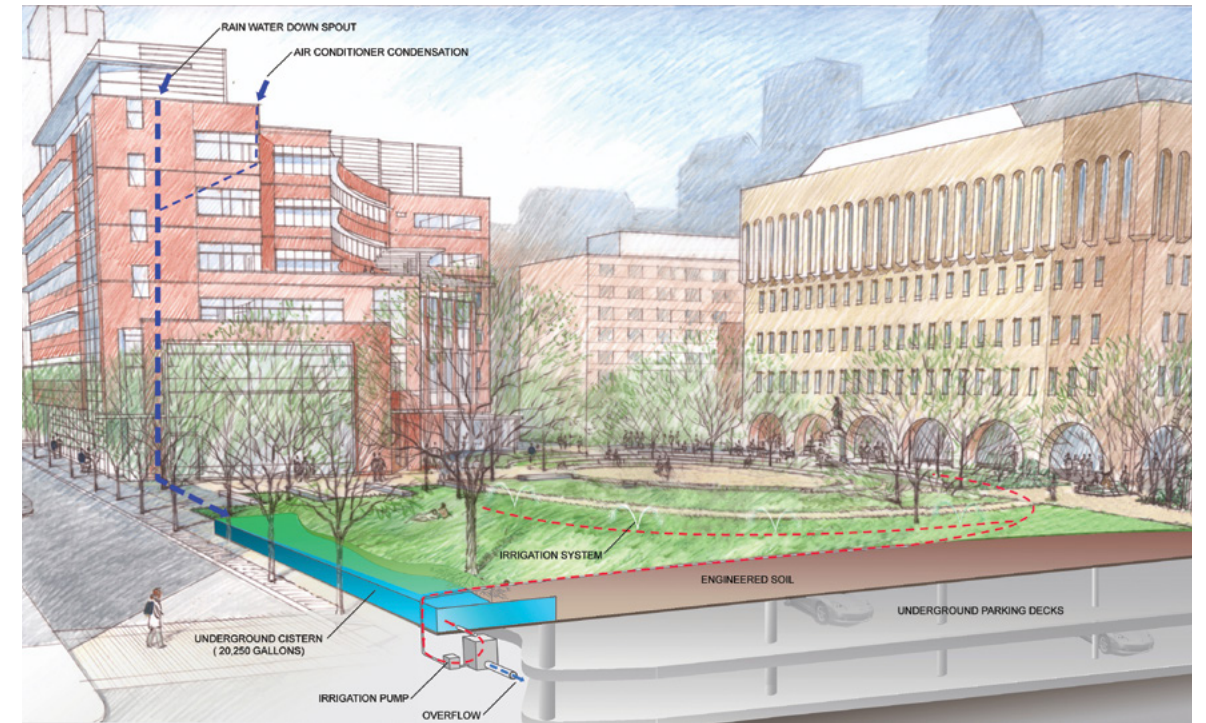 RAIN WATER DOWN SPOUT
AIR CONDITIONER CONDENSATION
IRRIGATION SYSTEM
ENGINEERED SOIL
UNDERGROUND PARKING DECKS
UNDERGROUND CISTERN
( 20,250 GALLONS)
IRRIGATION PUMP
OVERFLOW